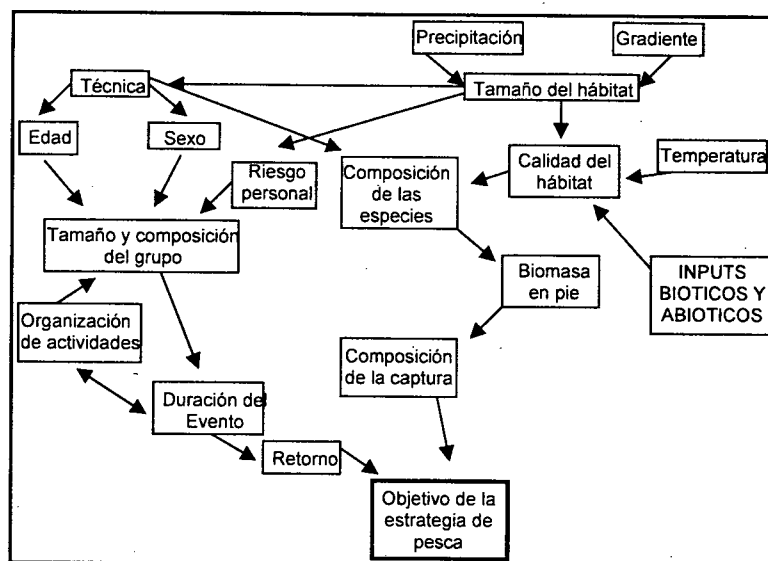 Precipitación
Gradiente
Técnica
Tamaño del hábitat
Edad
Sexo
Riesgo
personal
Composición
de las
especies
Calidad del
hábitat
Temperatura
Tamaño y composición
del grupo
Biomasa
en pie
INPUTS
BIOTICOS Y
ABIOTICOS
Organización
de actividades
Composición
de la captura
Duración del
Evento
Retorno
Objetivo de la
estrategia de
pesca